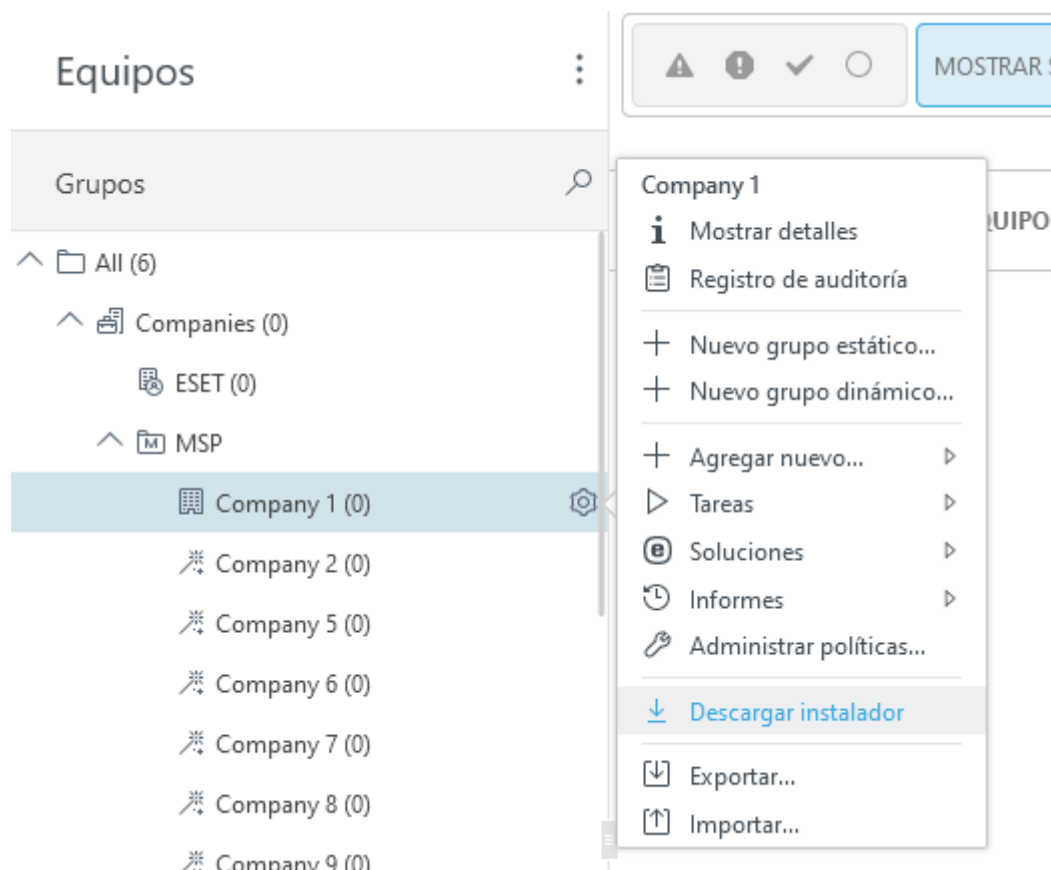 Equipos
MOSTRAR
Grupos
All (6)
Companies (0)
ESET (0)
MSP
Company 1 (0)
Company 2 (0)
Company 5 (0)
Company 6 (0)
Company 7 (0)
Company 8 (0)
Company 9 (0)
Company 1
Mostrar detalles
Registro de auditoría
Nuevo grupo estático...
Nuevo grupo dinámico...
Agregar nuevo...
Tareas
Soluciones
Informes
Administrar políticas...
Descargar instalador
Exportar...
Importar...